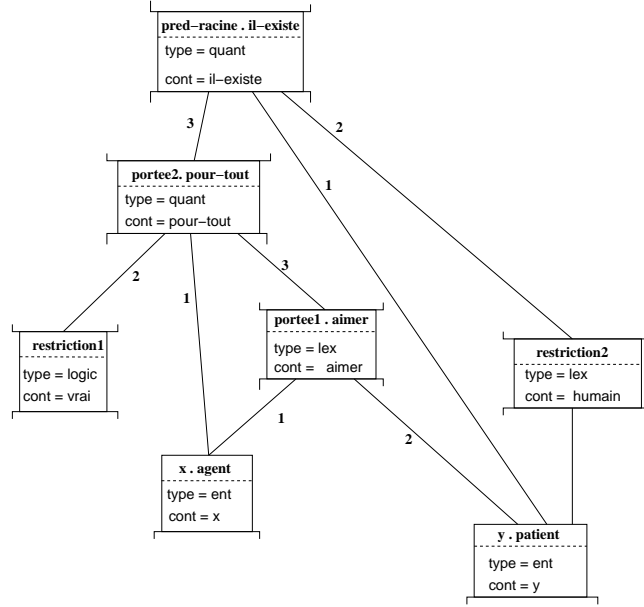 pred-racine . il-existe
type = quant
cont = il-existe
3
1
2
portee2. pour-tout
type = quant
cont = pour-tout
2
1
3
restriction1
type = logic
cont = vrai
portee1 . aimer
type = lex
cont = aimer
restriction2
type = lex
cont = humain
1
2
x . agent
type = ent
cont = x
y . patient
type = ent
cont = y